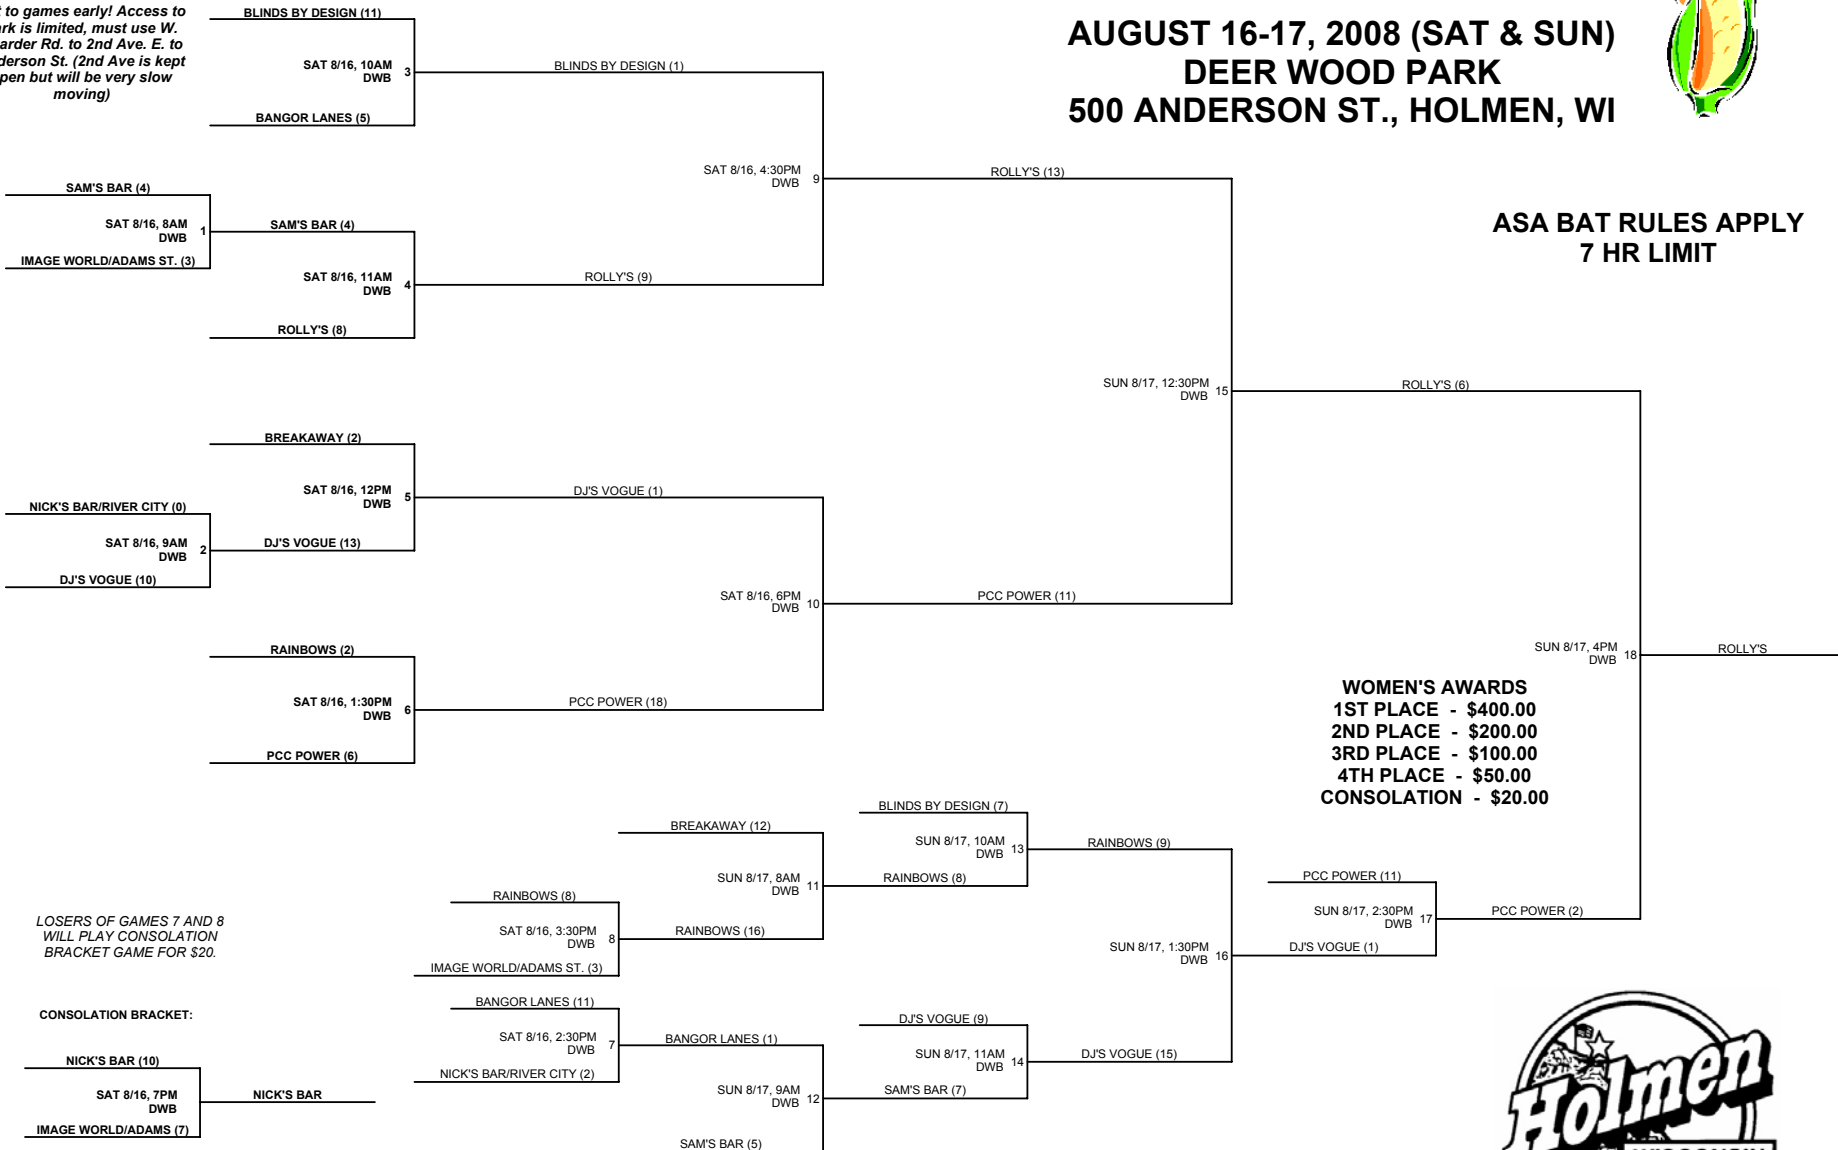 t to games early! Access to
rk is limited, must use W.
arder Rd. to 2nd Ave. E. to
derson St. (2nd Ave is kept
pen but will be very slow
moving)
AUGUST 16-17, 2008 (SAT & SUN)
DEER WOOD PARK
500 ANDERSON ST., HOLMEN, WI
ASA BAT RULES APPLY
7 HR LIMIT
BLINDS BY DESIGN (11)
SAT 8/16, 10AM
DWB 3
BANGOR LANES (5)
BLINDS BY DESIGN (1)
SAM'S BAR (4)
SAT 8/16, 8AM
DWB 1
IMAGE WORLD/ADAMS ST. (3)
SAM'S BAR (4)
SAT 8/16, 11AM
DWB 4
ROLLY'S (8)
ROLLY'S (9)
SAT 8/16, 4:30PM
DWB 9
ROLLY'S (13)
BREAKAWAY (2)
SAT 8/16, 12PM
DWB 5
NICK'S BAR/RIVER CITY (0)
SAT 8/16, 9AM
DWB 2
DJ'S VOGUE (10)
DJ'S VOGUE (13)
DJ'S VOGUE (1)
RAINBOWS (2)
SAT 8/16, 1:30PM
DWB 6
PCC POWER (6)
PCC POWER (18)
SAT 8/16, 6PM
DWB 10
PCC POWER (11)
SUN 8/17, 12:30PM
DWB 15
ROLLY'S (6)
SUN 8/17, 4PM
DWB 18
ROLLY'S
WOMEN'S AWARDS
1ST PLACE - $400.00
2ND PLACE - $200.00
3RD PLACE - $100.00
4TH PLACE - $50.00
CONSOLATION - $20.00
BREAKAWAY (12)
SUN 8/17, 8AM
DWB 11
RAINBOWS (8)
SAT 8/16, 3:30PM
DWB 8
IMAGE WORLD/ADAMS ST. (3)
RAINBOWS (16)
BLINDS BY DESIGN (7)
SUN 8/17, 10AM
DWB 13
RAINBOWS (8)
RAINBOWS (9)
BANGOR LANES (11)
SAT 8/16, 2:30PM
DWB 7
NICK'S BAR/RIVER CITY (2)
BANGOR LANES (1)
SUN 8/17, 9AM
DWB 12
SAM'S BAR (5)
DJ'S VOGUE (9)
SUN 8/17, 11AM
DWB 14
SAM'S BAR (7)
DJ'S VOGUE (15)
SUN 8/17, 1:30PM
DWB 16
PCC POWER (11)
SUN 8/17, 2:30PM
DWB 17
DJ'S VOGUE (1)
PCC POWER (2)
LOSERS OF GAMES 7 AND 8
WILL PLAY CONSOLATION
BRACKET GAME FOR $20.
CONSOLATION BRACKET:
NICK'S BAR (10)
SAT 8/16, 7PM
DWB
IMAGE WORLD/ADAMS (7)
NICK'S BAR
Holmen
WISCONSIN